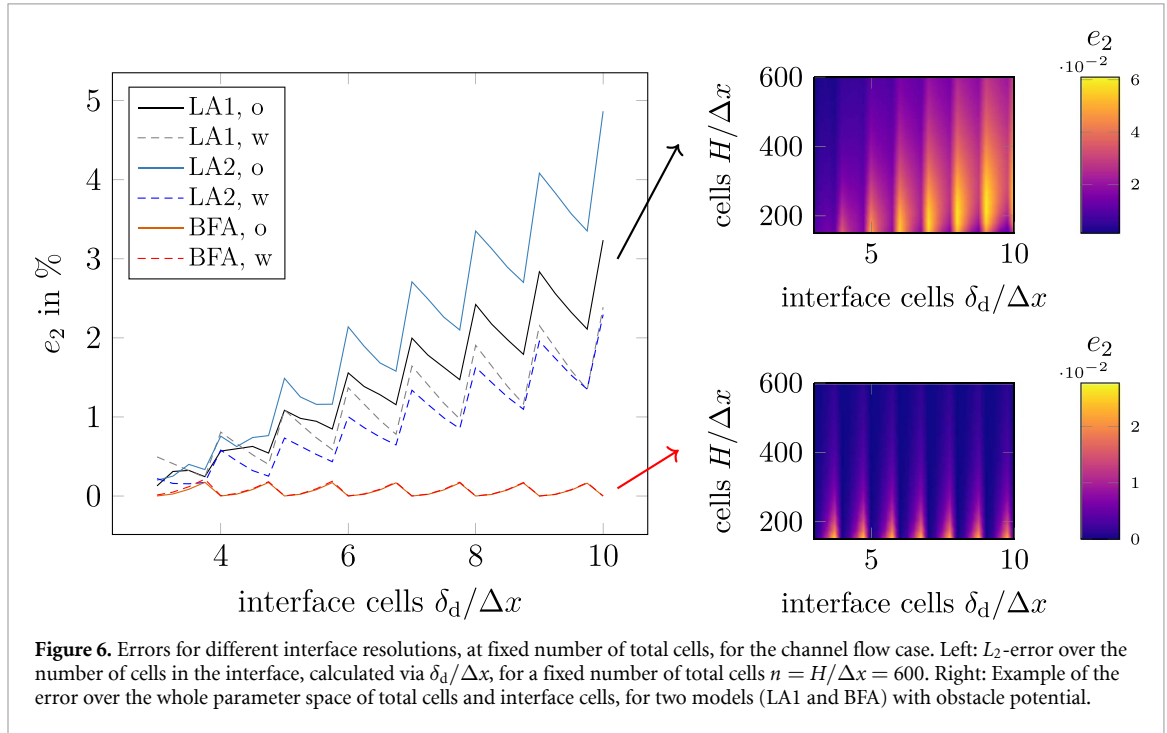 5
4
3
2
1
0
e₂ in %
LA1, o
LA1, w
LA2, o
LA2, w
BFA, o
BFA, w
4 6 8 10
interface cells δ_d/Δx
600
400
200
cells H/Δx
5 10
interface cells δ_d/Δx
e₂
·10⁻²
6
4
2
600
400
200
cells H/Δx
5 10
interface cells δ_d/Δx
e₂
·10⁻²
2
1
0
Figure 6. Errors for different interface resolutions, at fixed number of total cells, for the channel flow case. Left: L₂-error over the
number of cells in the interface, calculated via δ_d/Δx, for a fixed number of total cells n = H/Δx = 600. Right: Example of the
error over the whole parameter space of total cells and interface cells, for two models (LA1 and BFA) with obstacle potential.